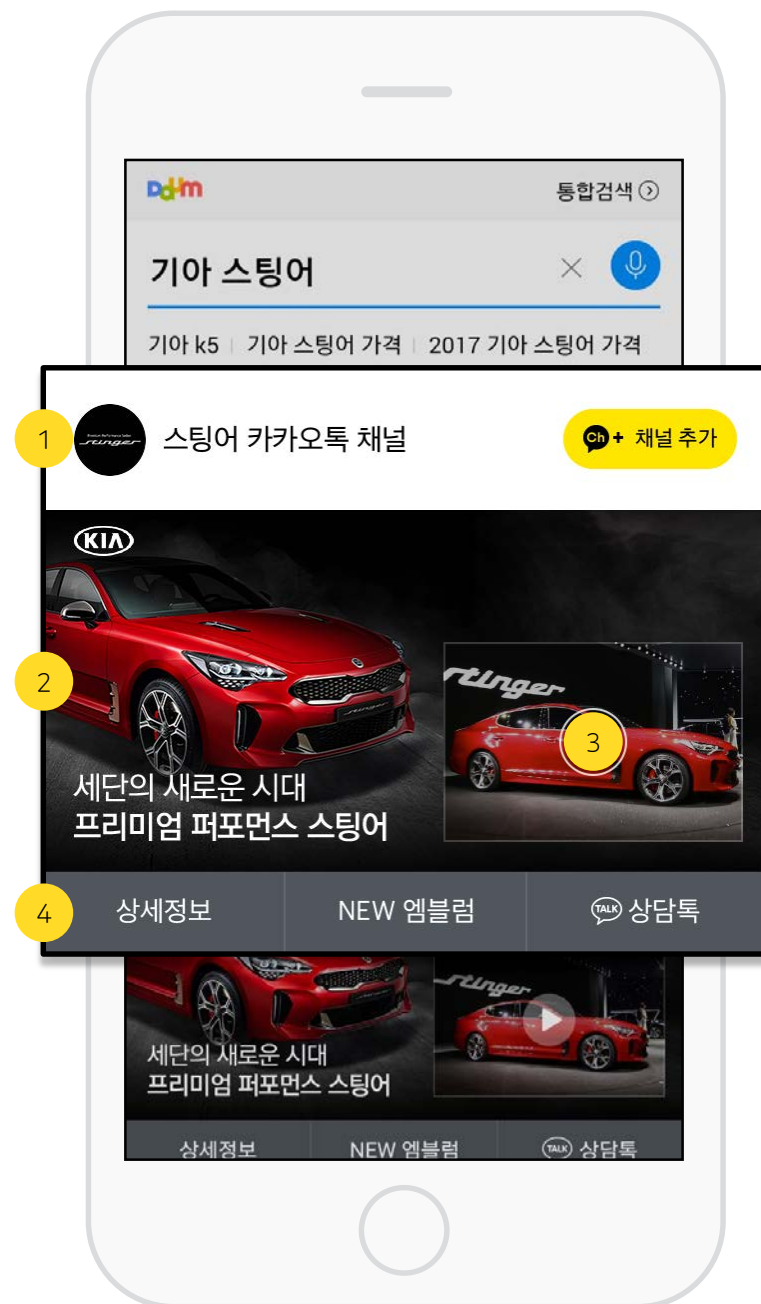 Daum
통합검색
기아 스팅어
기아 k5 기아 스팅어 가격 2017 기아 스팅어 가격
1
stinger
스팅어 카카오톡 채널
Ch+ 채널 추가
KIA
2
stinger
3
세단의 새로운 시대
프리미엄 퍼포먼스 스팅어
4
상세정보
NEW 엠블럼
TALK 상담톡
stinger
세단의 새로운 시대
프리미엄 퍼포먼스 스팅어
상세정보
NEW 엠블럼
TALK 상담톡